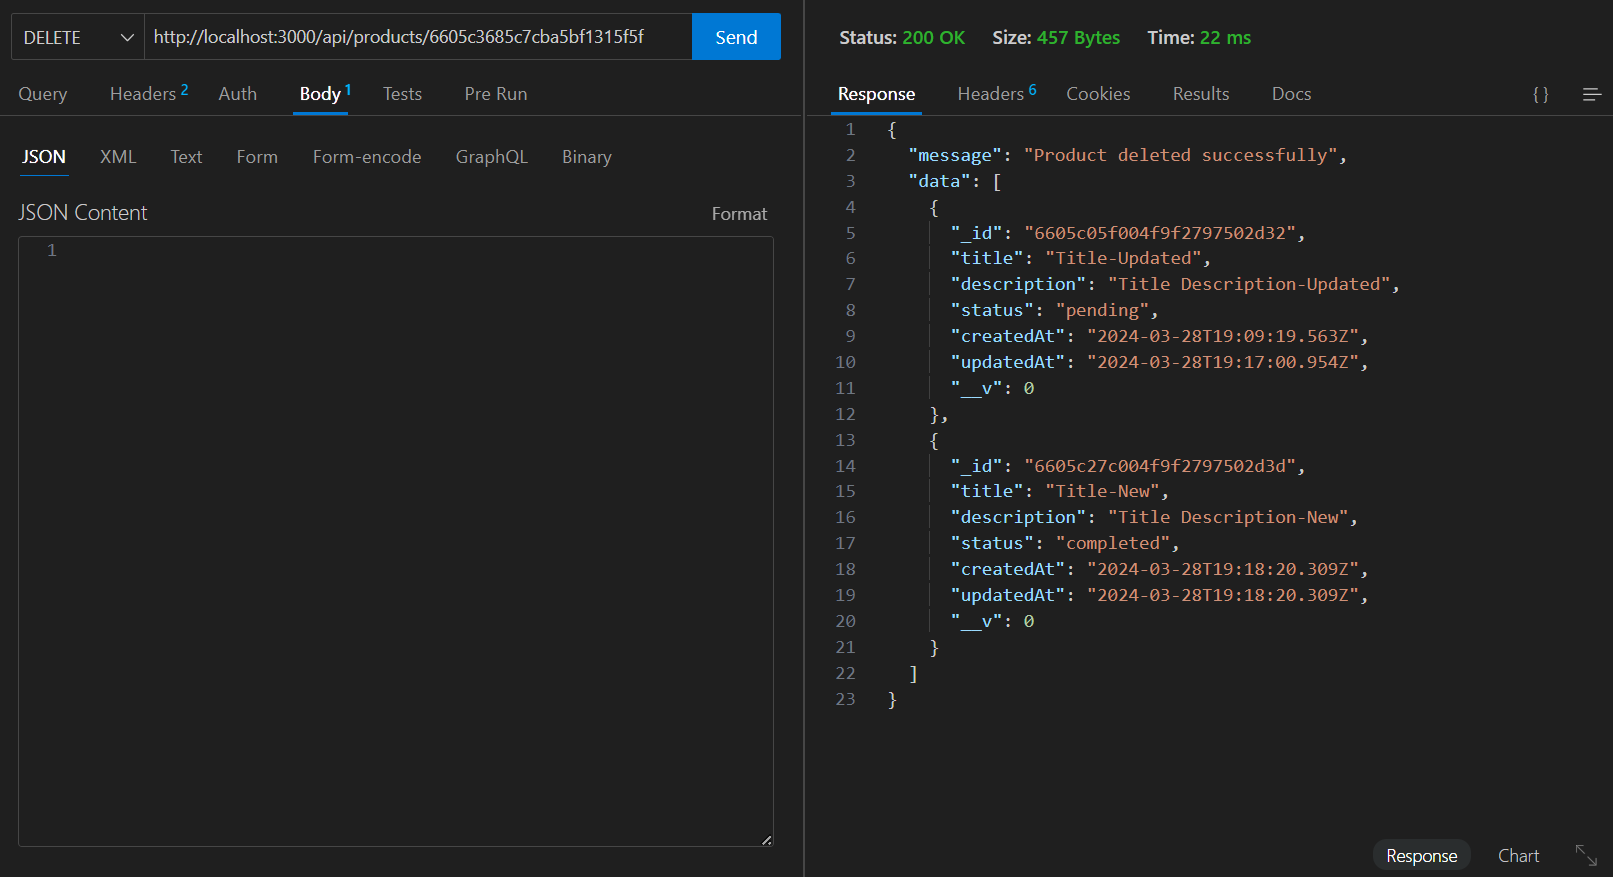 DELETE http://localhost:3000/api/products/6605c3685c7cba5bf1315f5f Send
Query Headers 2 Auth Body 1 Tests Pre Run
JSON XML Text Form Form-encode GraphQL Binary
JSON Content Format
1
Status: 200 OK Size: 457 Bytes Time: 22 ms
Response Headers 6 Cookies Results Docs { }
1 {
2 "message": "Product deleted successfully",
3 "data": [
4 {
5 "_id": "6605c05f004f9f2797502d32",
6 "title": "Title-Updated",
7 "description": "Title Description-Updated",
8 "status": "pending",
9 "createdAt": "2024-03-28T19:09:19.563Z",
10 "updatedAt": "2024-03-28T19:17:00.954Z",
11 "__v": 0
12 },
13 {
14 "_id": "6605c27c004f9f2797502d3d",
15 "title": "Title-New",
16 "description": "Title Description-New",
17 "status": "completed",
18 "createdAt": "2024-03-28T19:18:20.309Z",
19 "updatedAt": "2024-03-28T19:18:20.309Z",
20 "__v": 0
21 }
22 ]
23 }
Response Chart